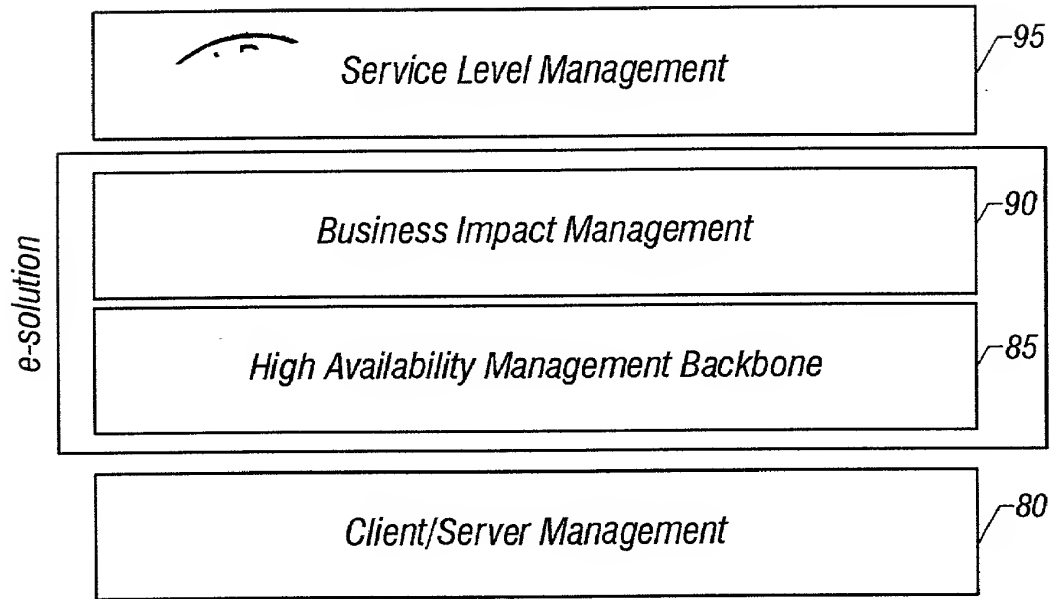 Service Level Management
95
Business Impact Management
90
e-solution
High Availability Management Backbone
85
Client/Server Management
80